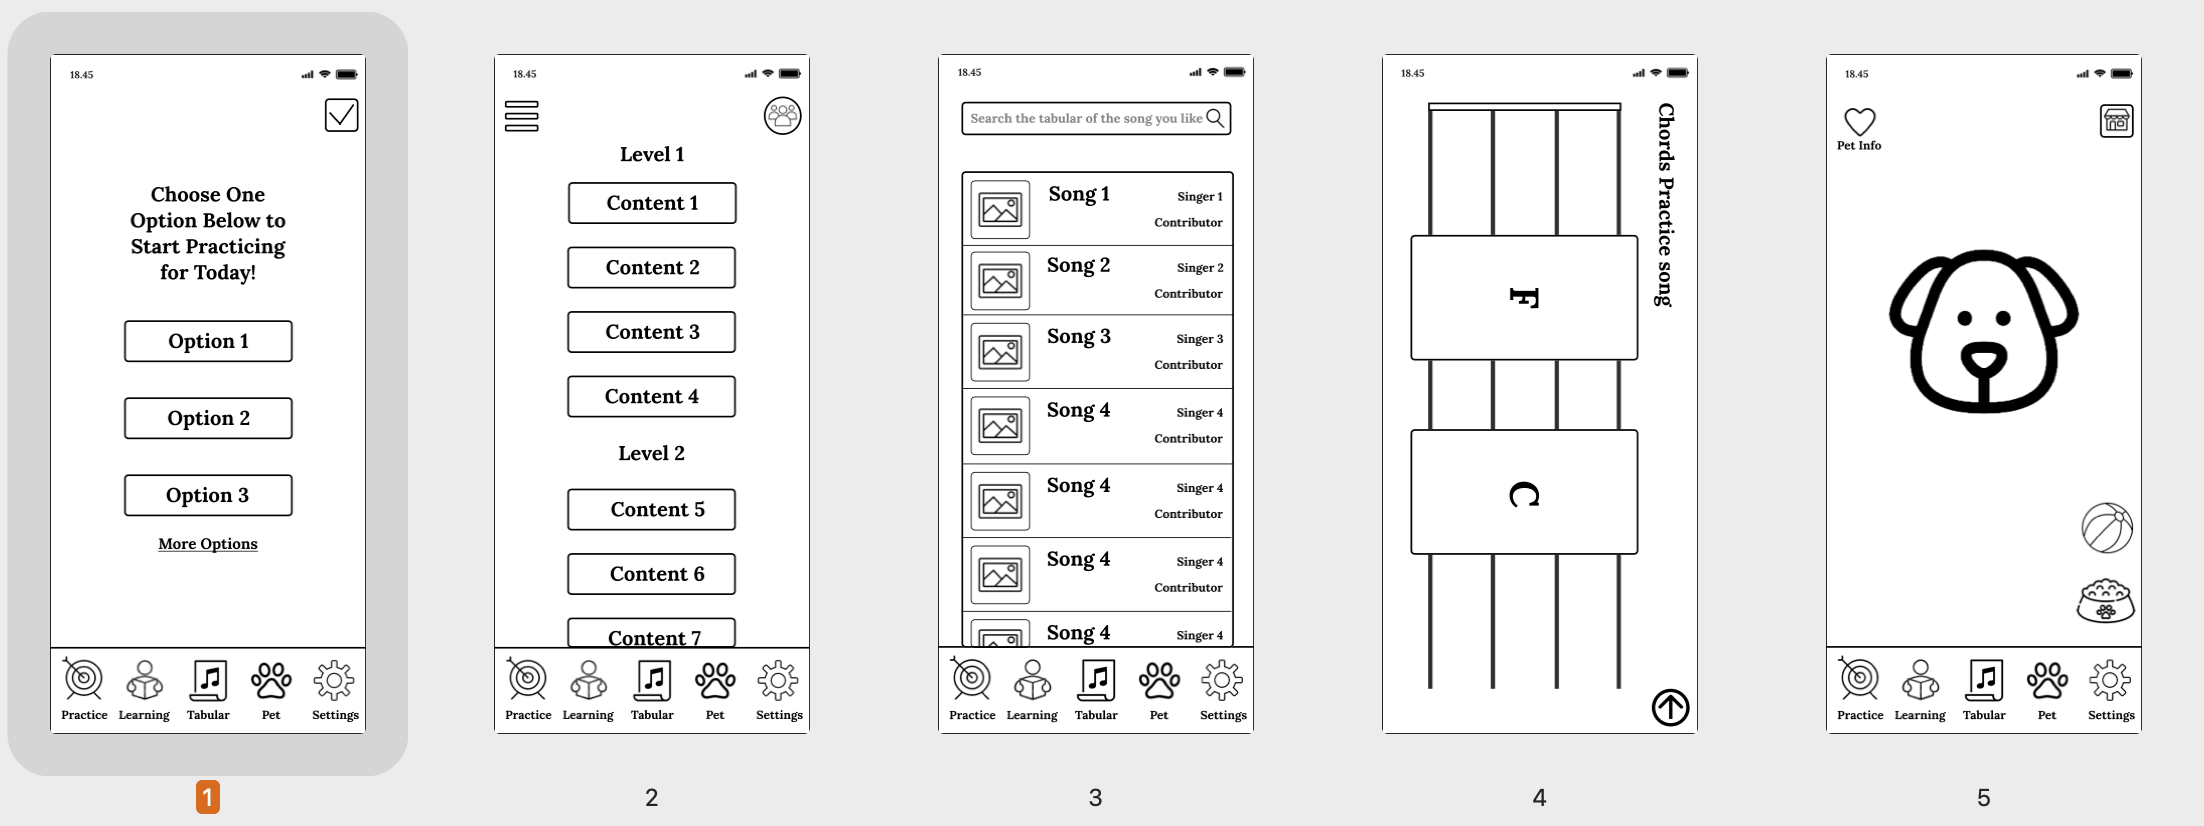 18.45
Choose One
Option Below to
Start Practicing
for Today!
Option 1
Option 2
Option 3
More Options
Practice Learning Tabular Pet Settings
1
18.45
Level 1
Content 1
Content 2
Content 3
Content 4
Level 2
Content 5
Content 6
Content 7
Practice Learning Tabular Pet Settings
2
18.45
Search the tabular of the song you like
Song 1 Singer 1
Contributor
Song 2 Singer 2
Contributor
Song 3 Singer 3
Contributor
Song 4 Singer 4
Contributor
Song 4 Singer 4
Contributor
Song 4 Singer 4
Contributor
Song 4 Singer 4
Practice Learning Tabular Pet Settings
3
18.45
Chords Practice song
F
C
4
18.45
Pet Info
Practice Learning Tabular Pet Settings
5